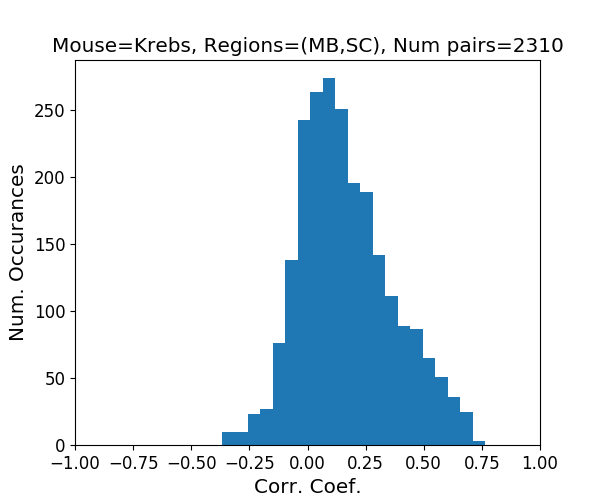 Mouse=Krebs, Regions=(MB,SC), Num pairs=2310
Num. Occurances
250
200
150
100
50
0
−1.00 −0.75 −0.50 −0.25 0.00 0.25 0.50 0.75 1.00
Corr. Coef.